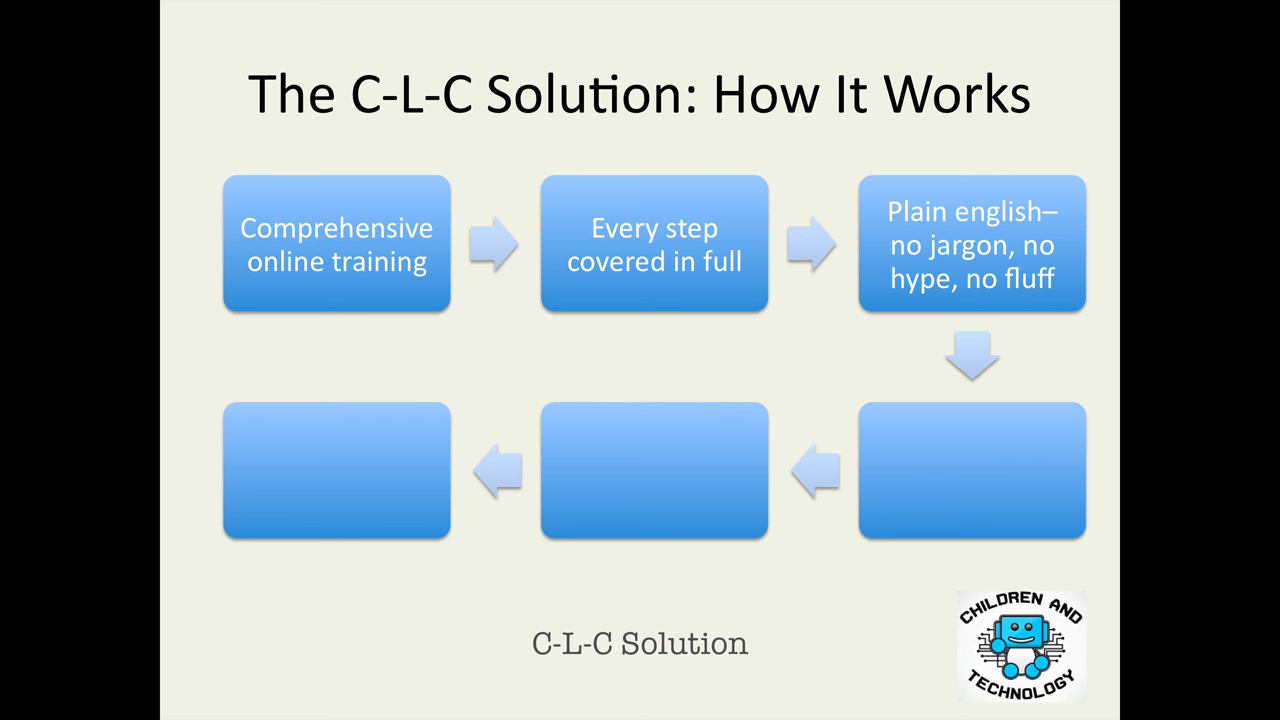 The C-L-C Solution: How It Works
Comprehensive
online training
Every step
covered in full
Plain english–
no jargon, no
hype, no fluff
C-L-C Solution
CHILDREN AND
TECHNOLOGY